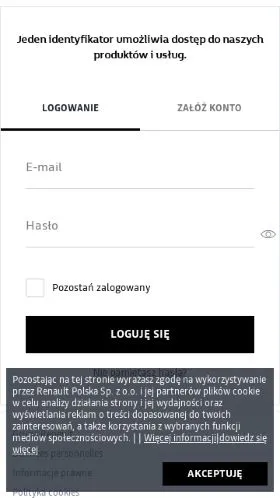 Jeden identyfikator umożliwia dostęp do naszych
produktów i usług.
LOGOWANIE
ZAŁÓŻ KONTO
E-mail
Hasło
Pozostań zalogowany
LOGUJĘ SIĘ
Nie pamiętasz hasła?
Pozostając na tej stronie wyrażasz zgodę na wykorzystywanie
przez Renault Polska Sp. z o.o. i jej partnerów plików cookie
w celu analizy działania strony i jej wydajności oraz
wyświetlania reklam o treści dopasowanej do twoich
zainteresowań, a także korzystania z wybranych funkcji
mediów społecznościowych. | | Więcej informacji|dowiedz się
więcej
personnelles
Informacje prawne
AKCEPTUJĘ
Polityka cookies